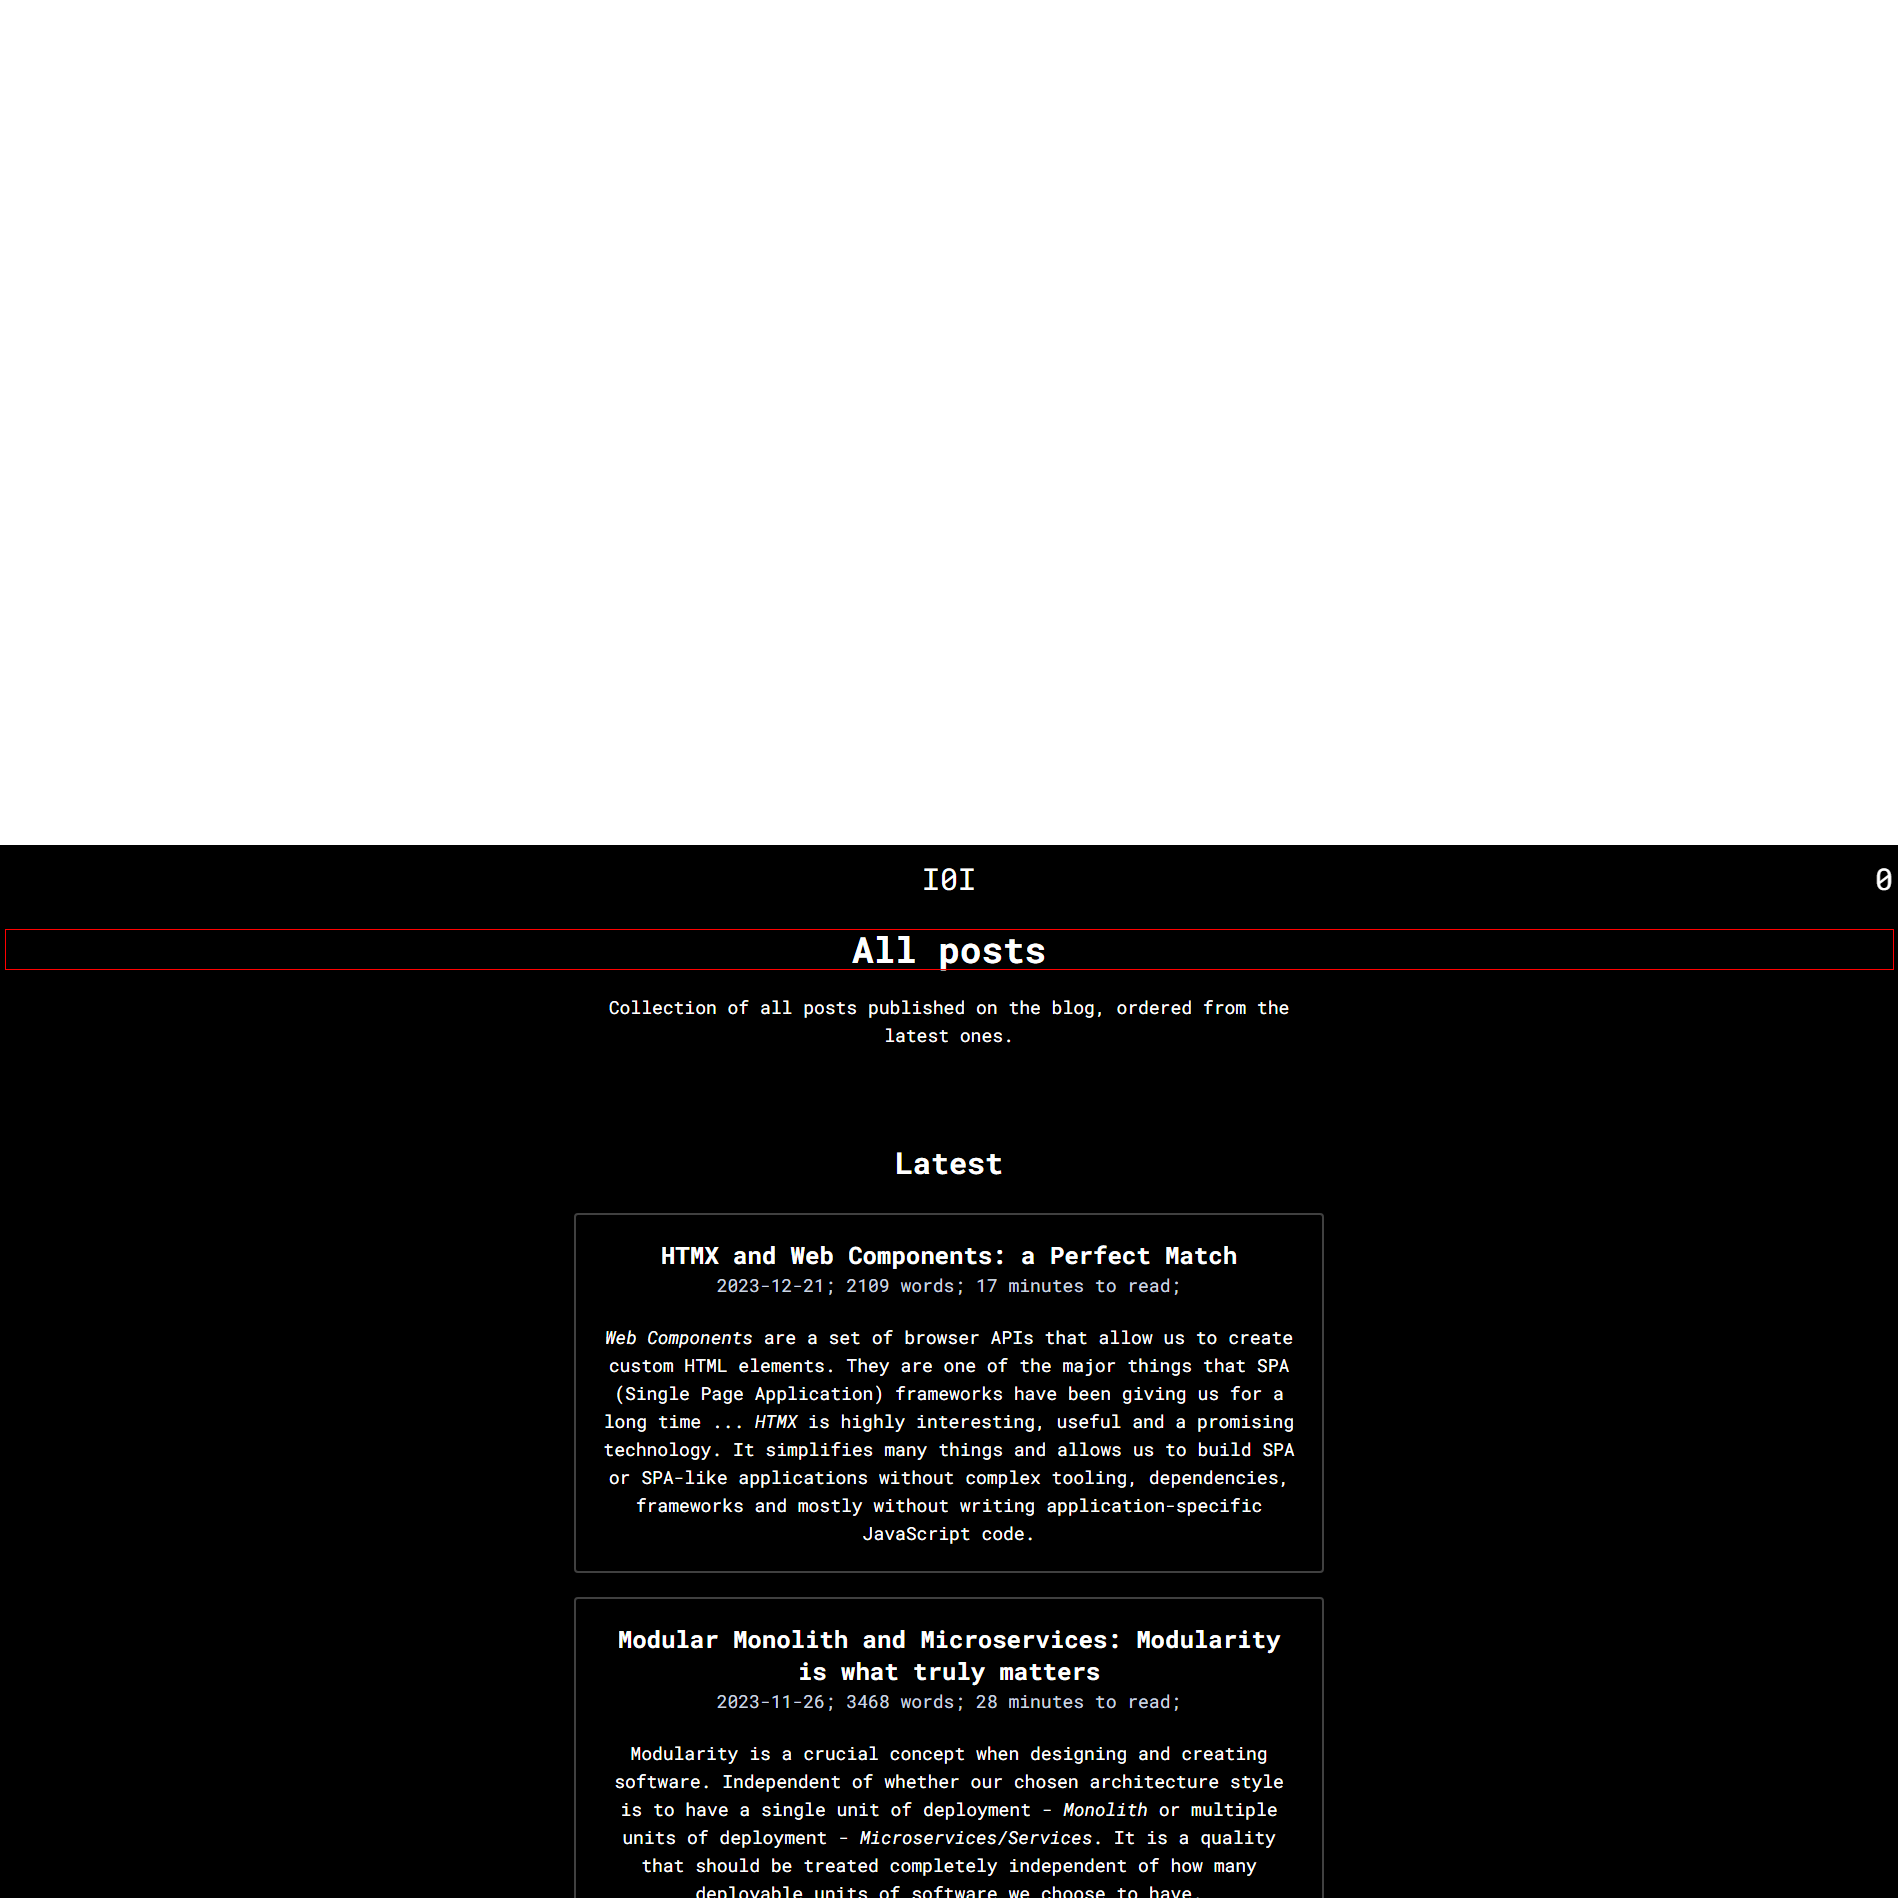 I0I
0
All posts
Collection of all posts published on the blog, ordered from the
latest ones.
Latest
HTMX and Web Components: a Perfect Match
2023-12-21; 2109 words; 17 minutes to read;
Web Components are a set of browser APIs that allow us to create
custom HTML elements. They are one of the major things that SPA
(Single Page Application) frameworks have been giving us for a
long time ... HTMX is highly interesting, useful and a promising
technology. It simplifies many things and allows us to build SPA
or SPA-like applications without complex tooling, dependencies,
frameworks and mostly without writing application-specific
JavaScript code.
Modular Monolith and Microservices: Modularity
is what truly matters
2023-11-26; 3468 words; 28 minutes to read;
Modularity is a crucial concept when designing and creating
software. Independent of whether our chosen architecture style
is to have a single unit of deployment - Monolith or multiple
units of deployment - Microservices/Services. It is a quality
that should be treated completely independent of how many
deployable units of software we choose to have.